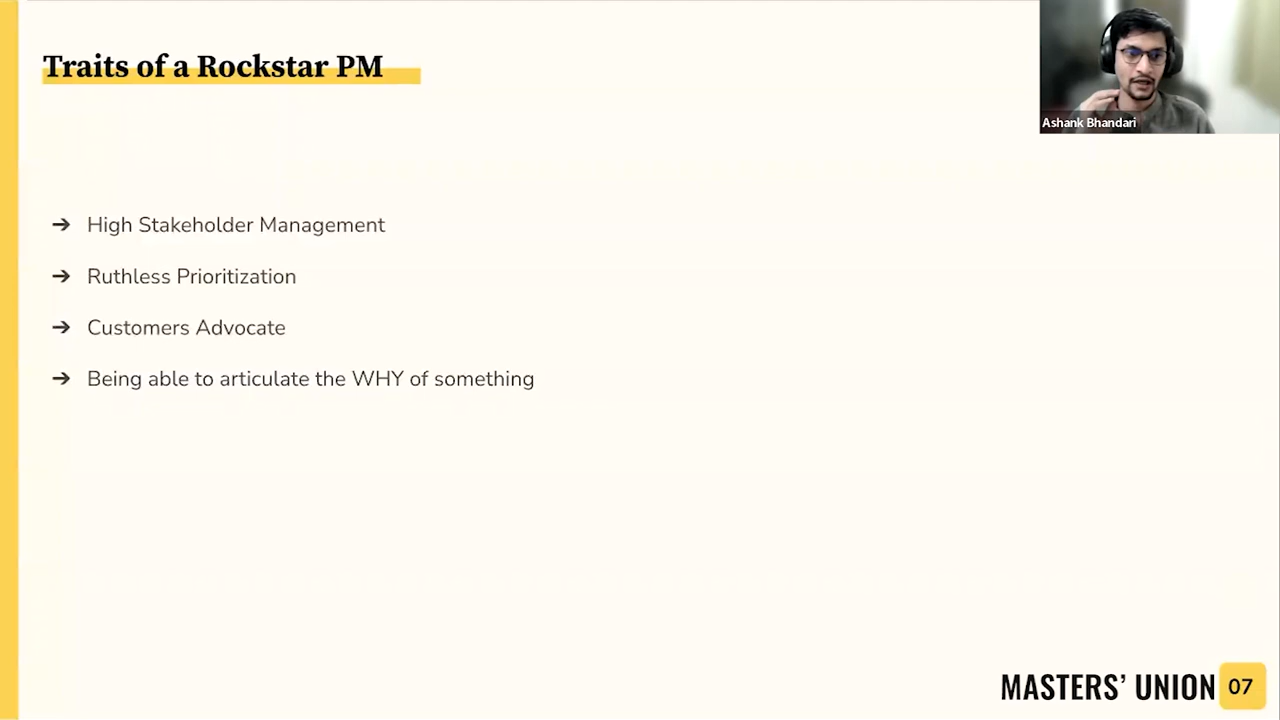 Traits of a Rockstar PM
Ashank Bhandari
➔ High Stakeholder Management
➔ Ruthless Prioritization
➔ Customers Advocate
➔ Being able to articulate the WHY of something
MASTERS' UNION 07